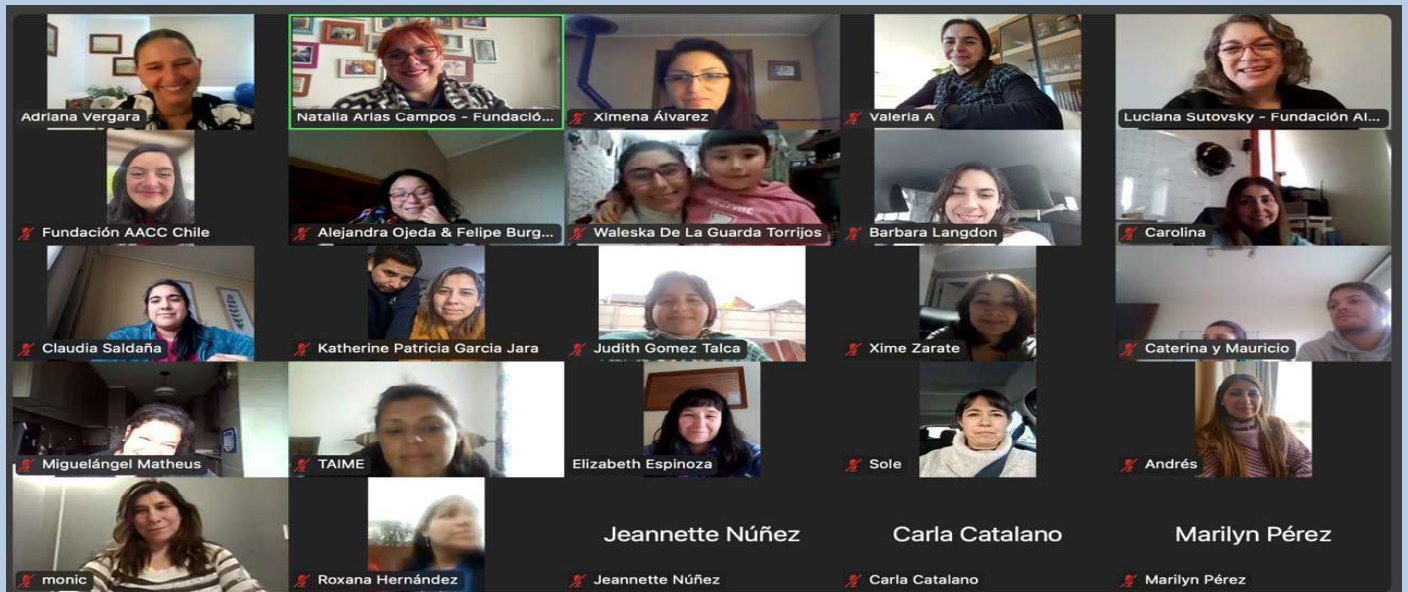 Adriana Vergara
Natalia Arias Campos - Fundació...
Ximena Álvarez
Valeria A
Luciana Sutovsky - Fundación Al...
Fundación AACC Chile
Alejandra Ojeda & Felipe Burg...
Waleska De La Guarda Torrijos
Barbara Langdon
Carolina
Claudia Saldaña
Katherine Patricia Garcia Jara
Judith Gomez Talca
Xime Zarate
Caterina y Mauricio
Miguelángel Matheus
TAIME
Elizabeth Espinoza
Sole
Andrés
monic
Roxana Hernández
Jeannette Núñez
Jeannette Núñez
Carla Catalano
Carla Catalano
Marilyn Pérez
Marilyn Pérez